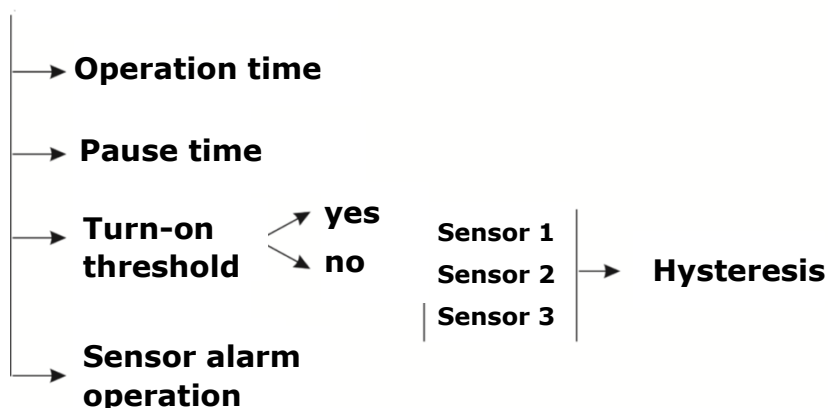 Operation time
Pause time
Turn-on
threshold
yes
no
Sensor 1
Sensor 2
Sensor 3
Hysteresis
Sensor alarm
operation